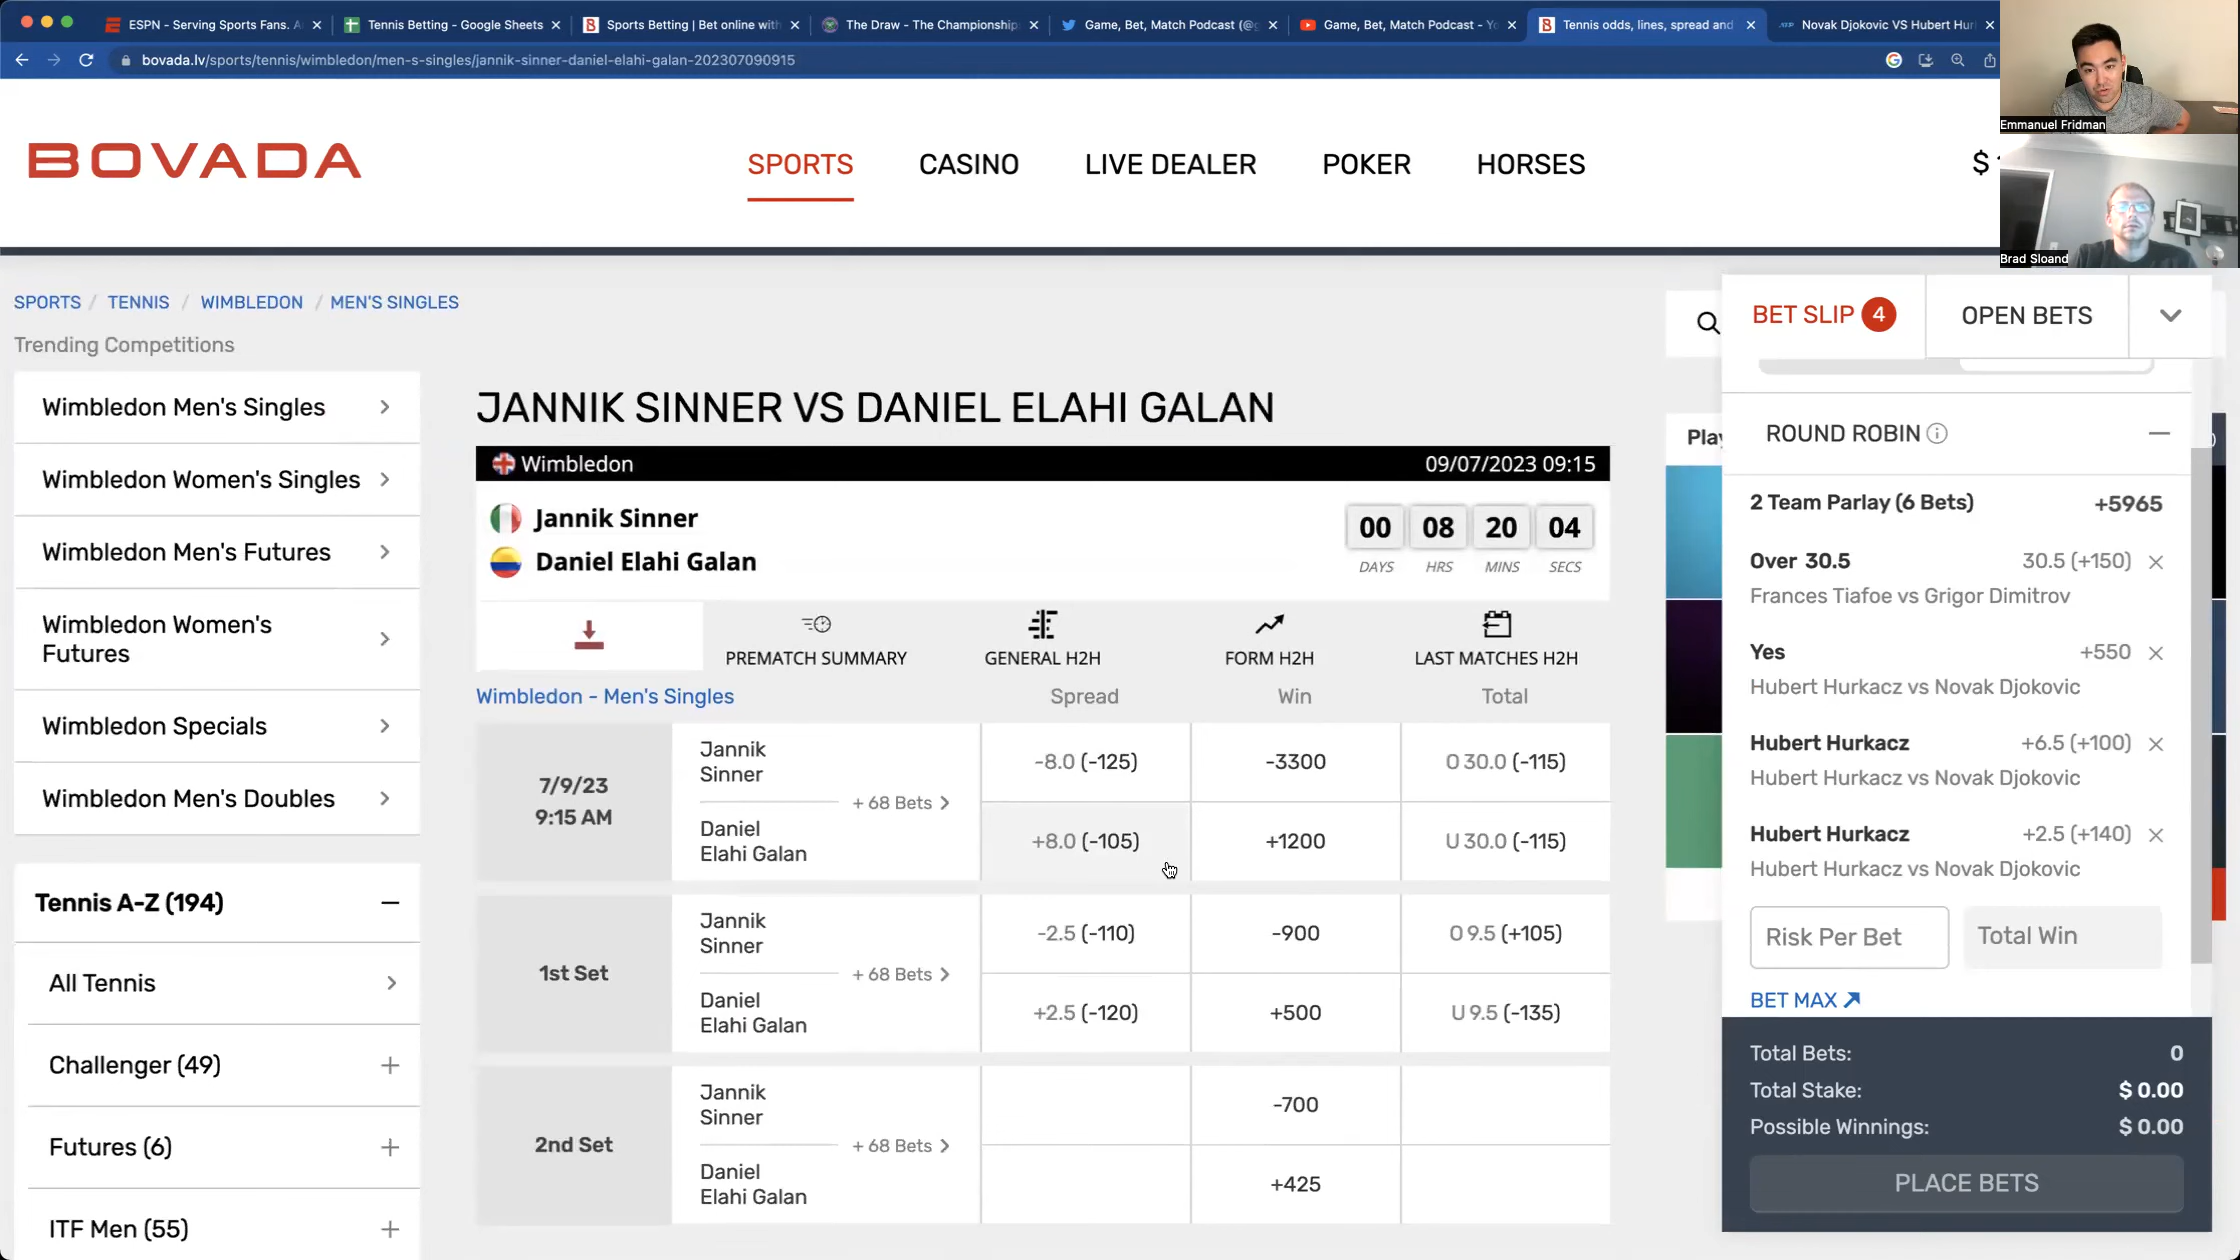 ESPN - Serving Sports Fans. A
Tennis Betting - Google Sheets
Sports Betting | Bet online with
The Draw - The Championship
Game, Bet, Match Podcast (@g
Game, Bet, Match Podcast - Yo
Tennis odds, lines, spread and
Novak Djokovic VS Hubert Hur
bovada.lv/sports/tennis/wimbledon/men-s-singles/jannik-sinner-daniel-elahi-galan-202307090915
Emmanuel Fridman
Brad Sloand
BOVADA
SPORTS
CASINO
LIVE DEALER
POKER
HORSES
$
SPORTS / TENNIS / WIMBLEDON / MEN'S SINGLES
Trending Competitions
Wimbledon Men's Singles
Wimbledon Women's Singles
Wimbledon Men's Futures
Wimbledon Women's
Futures
Wimbledon Specials
Wimbledon Men's Doubles
Tennis A-Z (194)
All Tennis
Challenger (49)
Futures (6)
ITF Men (55)
JANNIK SINNER VS DANIEL ELAHI GALAN
Wimbledon
09/07/2023 09:15
Jannik Sinner
Daniel Elahi Galan
00 08 20 04
DAYS HRS MINS SECS
PREMATCH SUMMARY
GENERAL H2H
FORM H2H
LAST MATCHES H2H
Wimbledon - Men's Singles
Spread
Win
Total
7/9/23
9:15 AM
Jannik
Sinner
+ 68 Bets
Daniel
Elahi Galan
-8.0 (-125)
-3300
O 30.0 (-115)
+8.0 (-105)
+1200
U 30.0 (-115)
1st Set
Jannik
Sinner
+ 68 Bets
Daniel
Elahi Galan
-2.5 (-110)
-900
O 9.5 (+105)
+2.5 (-120)
+500
U 9.5 (-135)
2nd Set
Jannik
Sinner
+ 68 Bets
Daniel
Elahi Galan
-700
+425
Play
BET SLIP 4
OPEN BETS
ROUND ROBIN
2 Team Parlay (6 Bets) +5965
Over 30.5 30.5 (+150)
Frances Tiafoe vs Grigor Dimitrov
Yes +550
Hubert Hurkacz vs Novak Djokovic
Hubert Hurkacz +6.5 (+100)
Hubert Hurkacz vs Novak Djokovic
Hubert Hurkacz +2.5 (+140)
Hubert Hurkacz vs Novak Djokovic
Risk Per Bet
Total Win
BET MAX
Total Bets: 0
Total Stake: $ 0.00
Possible Winnings: $ 0.00
PLACE BETS